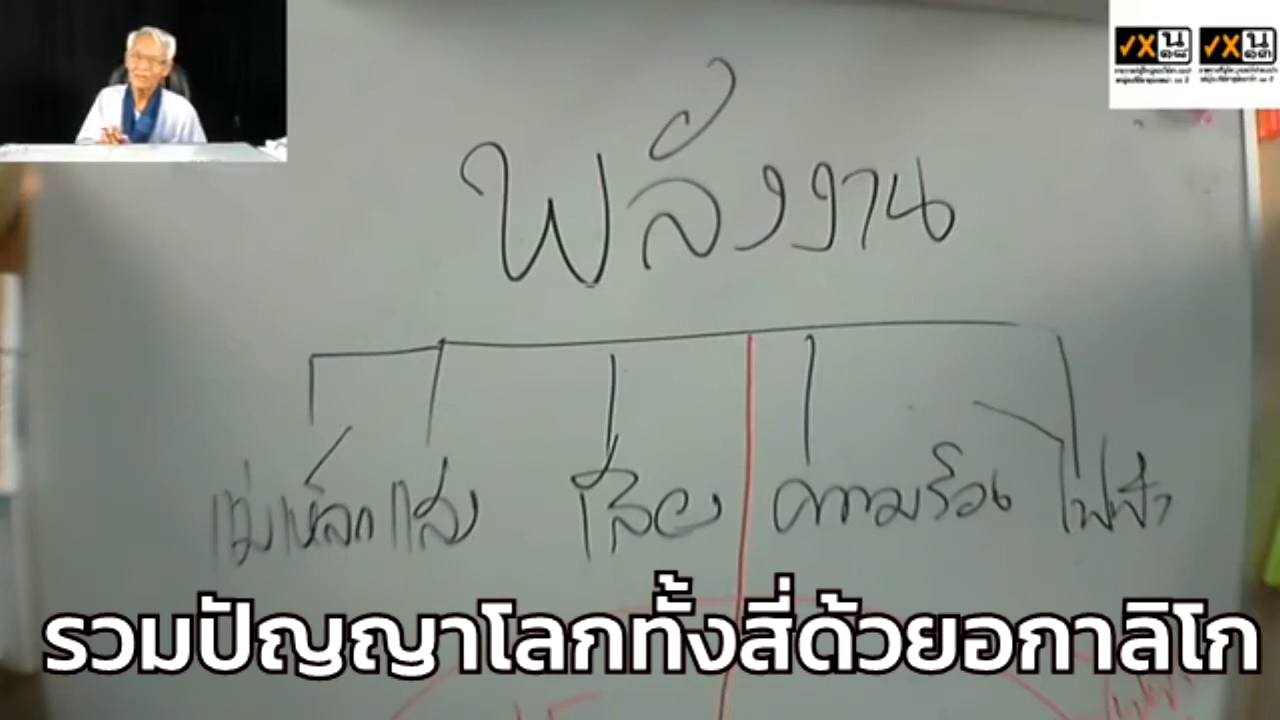 พลังงาน
แม่เหล็ก แสง เสียง ความร้อน ไฟฟ้า
รวมปัญญาโลกทั้งสี่ด้วยอกาลิโก